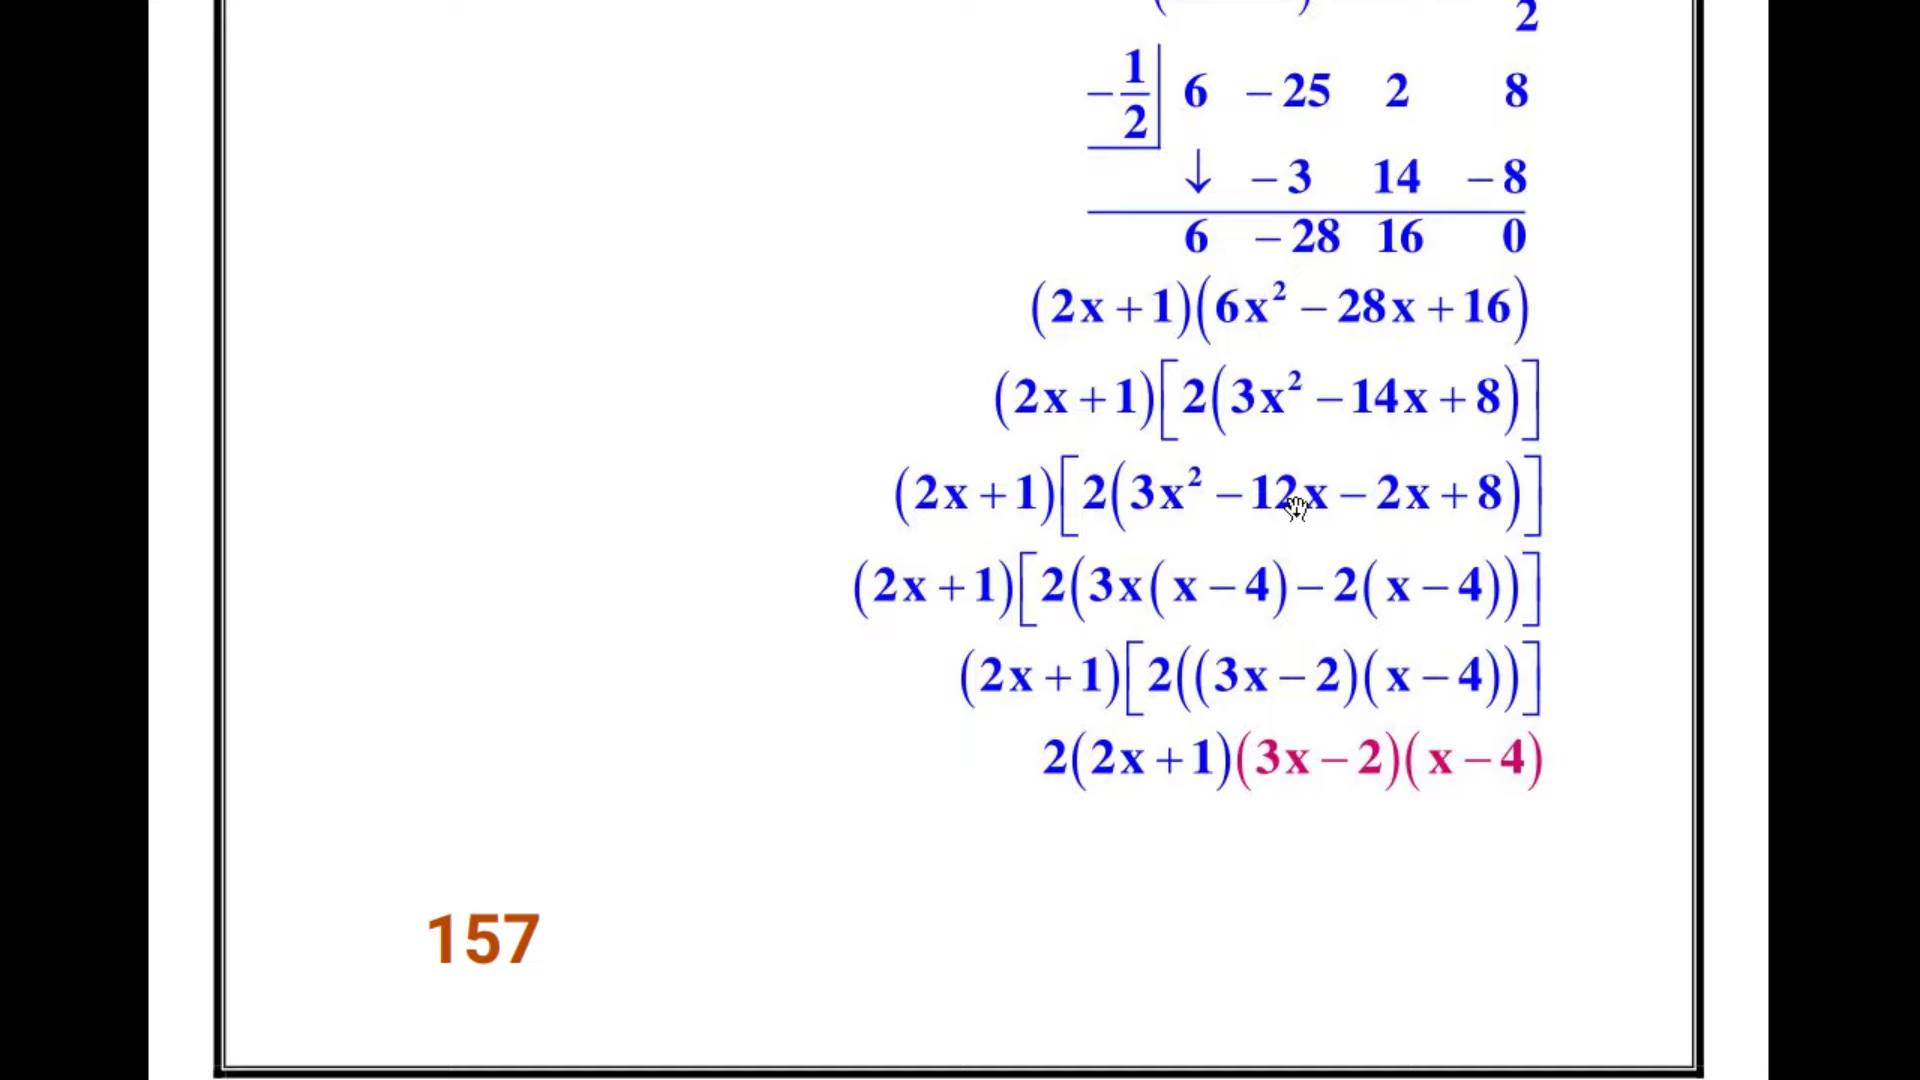 2
-1/2| 6 -25 2 8
↓ -3 14 -8
6 -28 16 0
(2x+1)(6x²-28x+16)
(2x+1)[2(3x²-14x+8)]
(2x+1)[2(3x²-12x-2x+8)]
(2x+1)[2(3x(x-4)-2(x-4))]
(2x+1)[2((3x-2)(x-4))]
2(2x+1)(3x-2)(x-4)
157